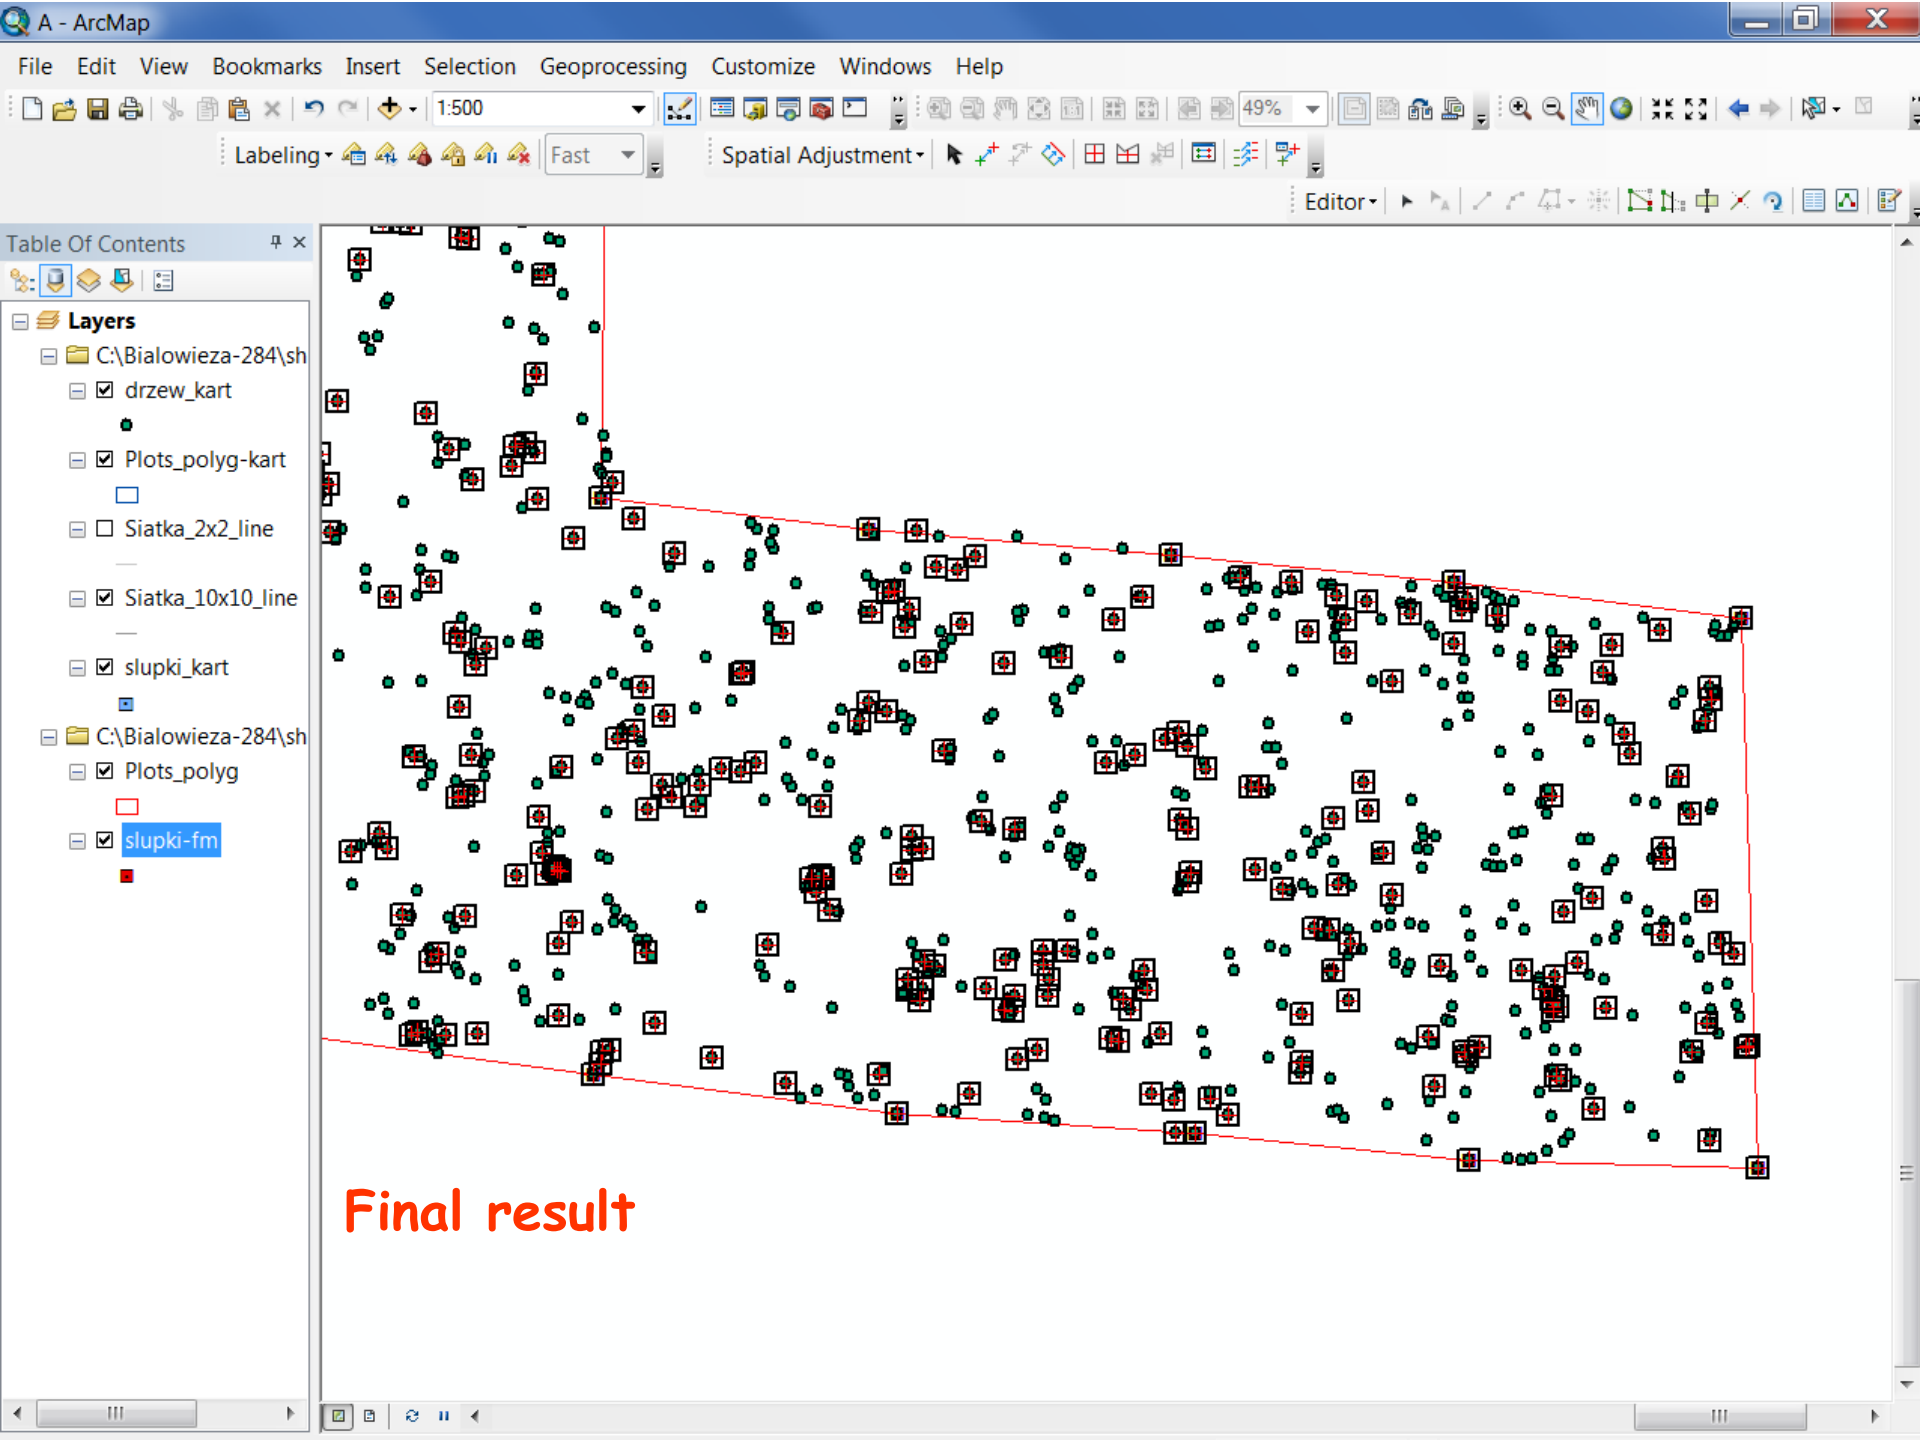 A - ArcMap
File Edit View Bookmarks Insert Selection Geoprocessing Customize Windows Help
1:500 49%
Labeling Fast Spatial Adjustment
Editor
Table Of Contents
Layers
C:\Bialowieza-284\sh
drzew_kart
Plots_polyg-kart
Siatka_2x2_line
Siatka_10x10_line
slupki_kart
C:\Bialowieza-284\sh
Plots_polyg
slupki-fm
Final result